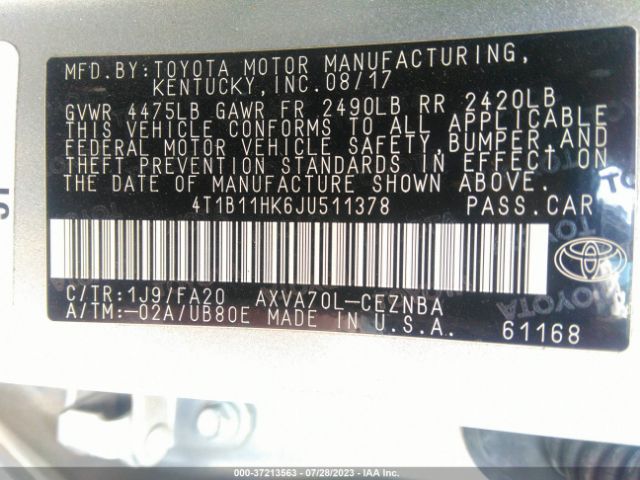 MFD.BY:TOYOTA MOTOR MANUFACTURING,
KENTUCKY,INC.08/17
GVWR 4475LB GAWR FR 2490LB RR 2420LB
THIS VEHICLE CONFORMS TO ALL APPLICABLE
FEDERAL MOTOR VEHICLE SAFETY,BUMPER,AND
THEFT PREVENTION STANDARDS IN EFFECT ON
THE DATE OF MANUFACTURE SHOWN ABOVE.
4T1B11HK6JU511378 PASS.CAR
C/TR:1J9/FA20 AXVA70L-CEZNBA
A/TM:-02A/UB80E MADE IN U.S.A. 61168
TOYOTA
000-37213563 - 07/28/2023 - IAA Inc.